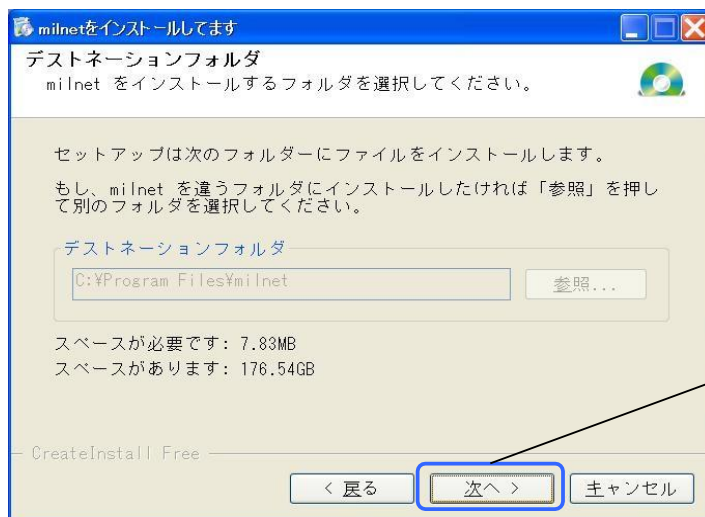 milnetをインストールしてます
デストネーションフォルダ
milnet をインストールするフォルダを選択してください。
セットアップは次のフォルダーにファイルをインストールします。
もし、milnet を違うフォルダにインストールしたければ「参照」を押し
て別のフォルダを選択してください。
デストネーションフォルダ
C:¥Program Files¥milnet
参照...
スペースが必要です: 7.83MB
スペースがあります: 176.54GB
CreateInstall Free
< 戻る
次へ >
キャンセル